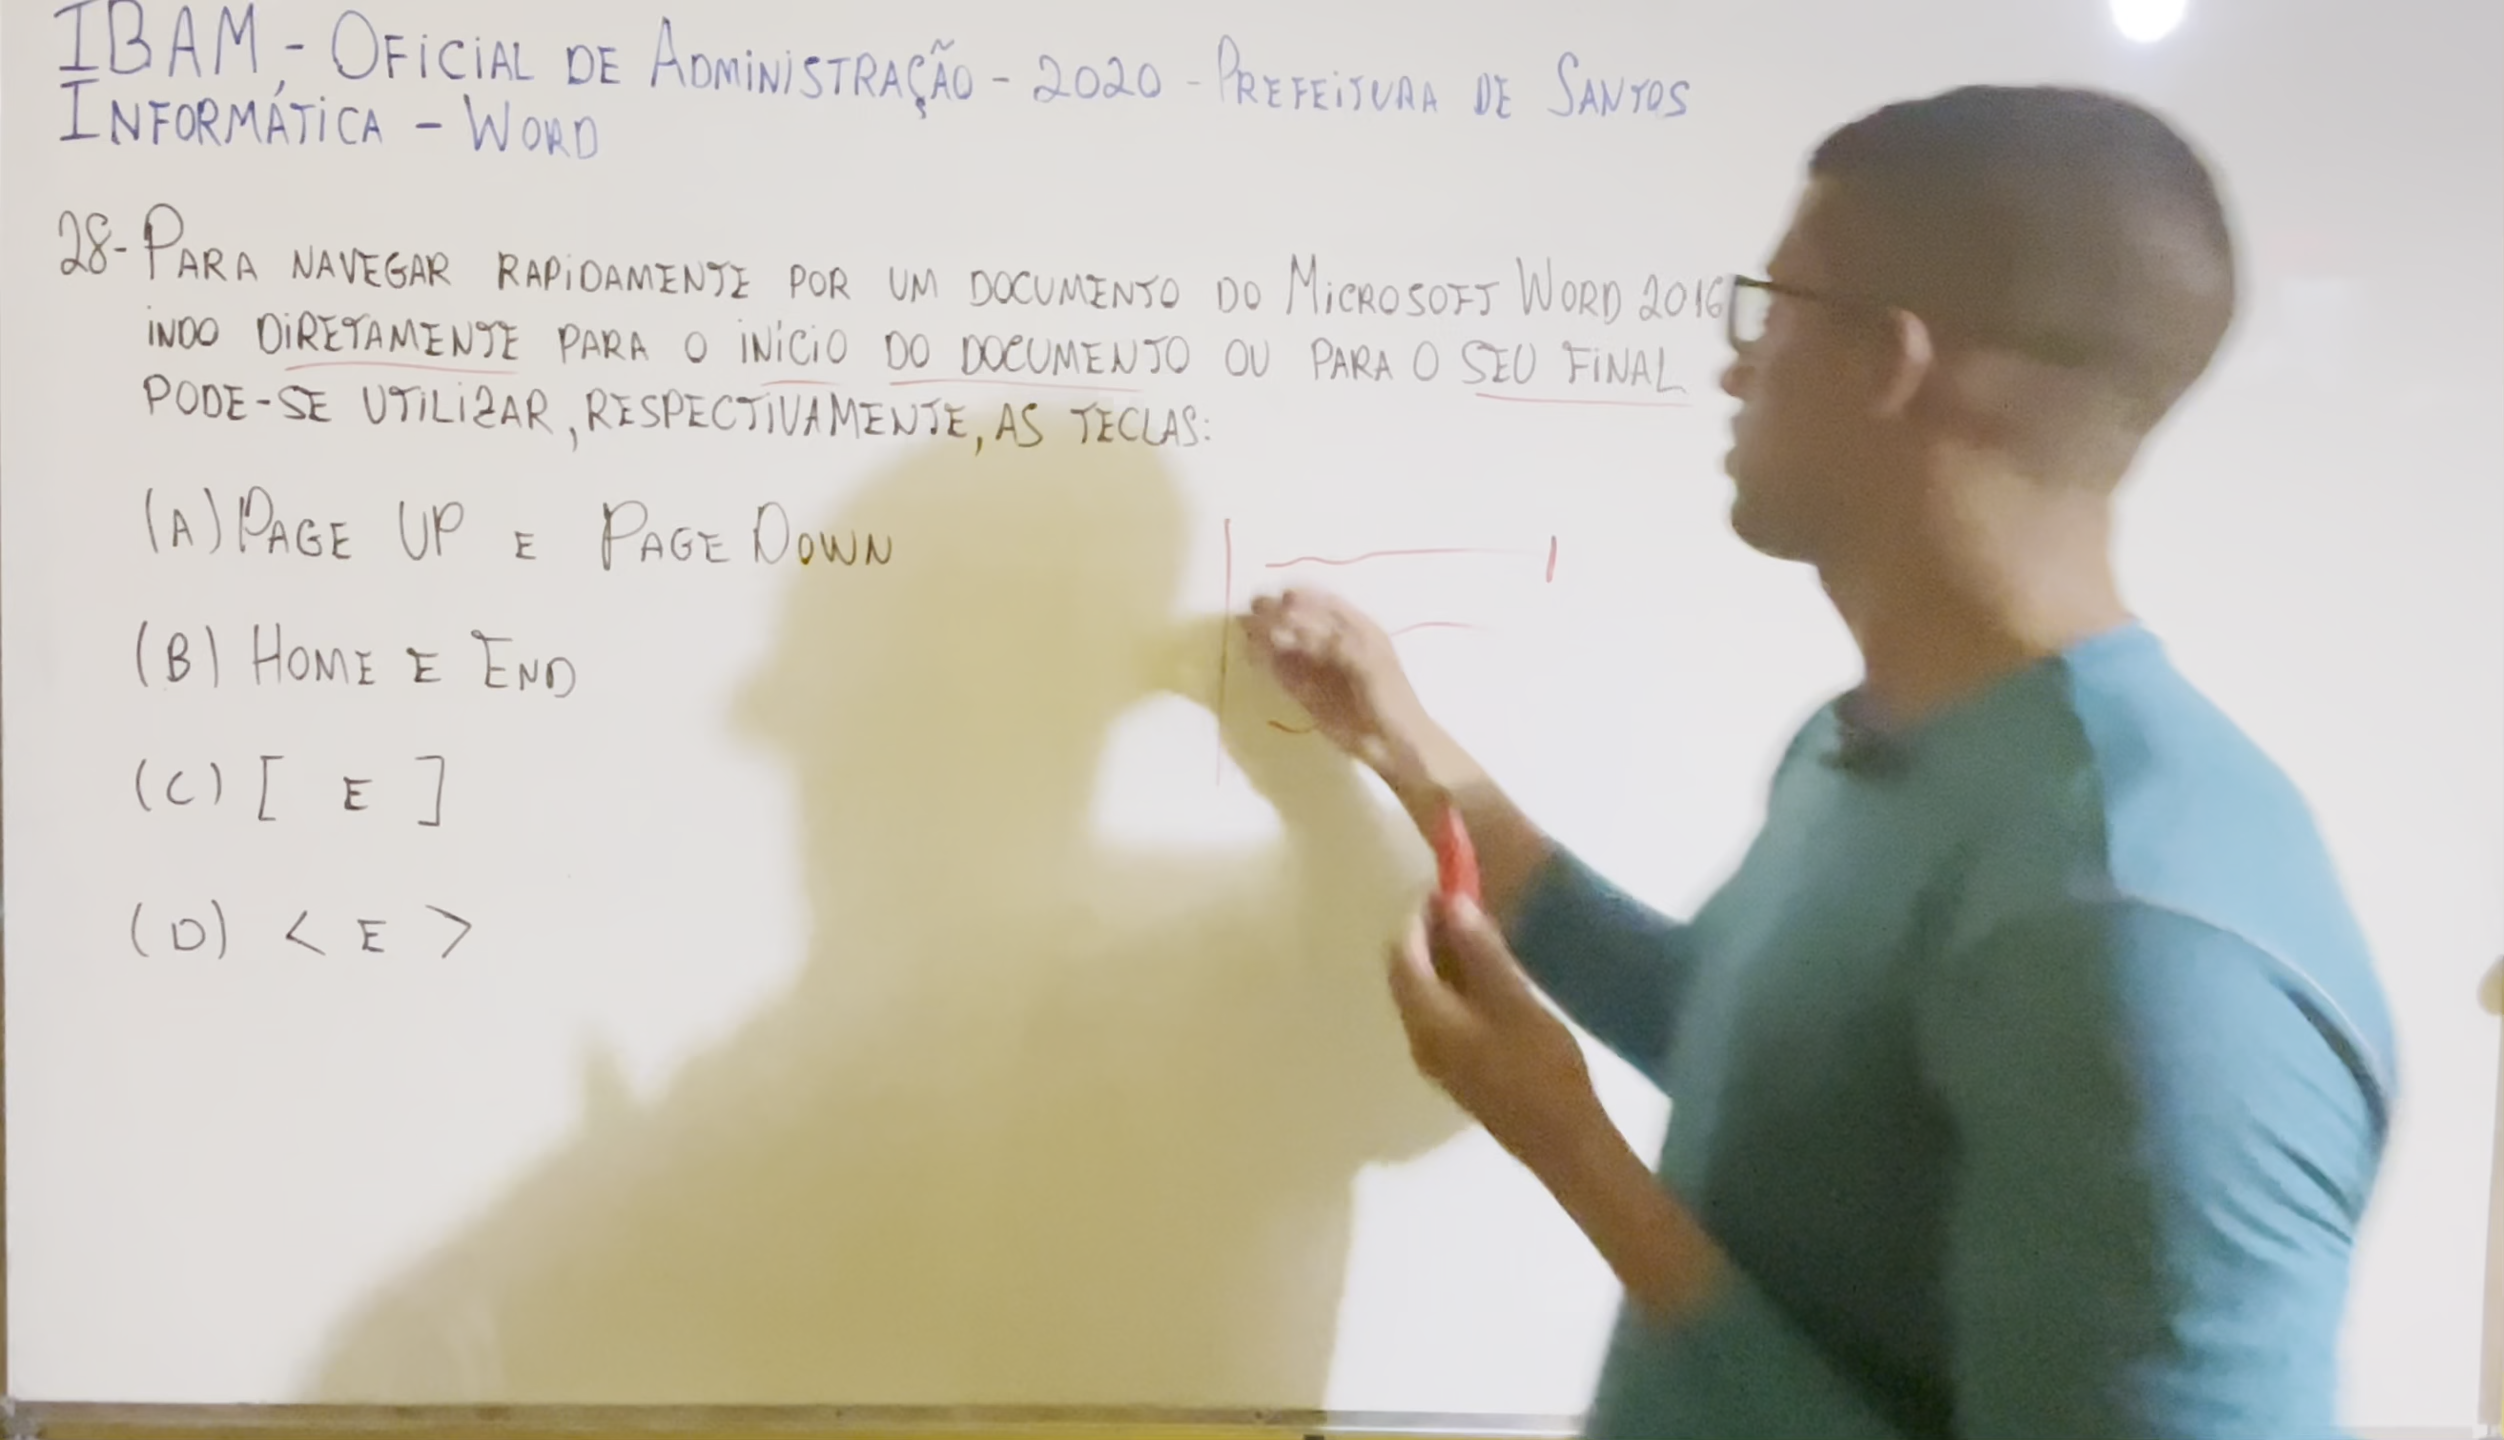 IBAM - OFICIAL DE ADMINISTRAÇÃO - 2020 - PREFEITURA DE SANTOS
INFORMÁTICA - WORD
28- PARA NAVEGAR RAPIDAMENTE POR UM DOCUMENTO DO MICROSOFT WORD 2016
INDO DIRETAMENTE PARA O INÍCIO DO DOCUMENTO OU PARA O SEU FINAL
PODE-SE UTILIZAR, RESPECTIVAMENTE, AS TECLAS:
(A) PAGE UP E PAGE DOWN
(B) HOME E END
(C) [ E ]
(D) < E >